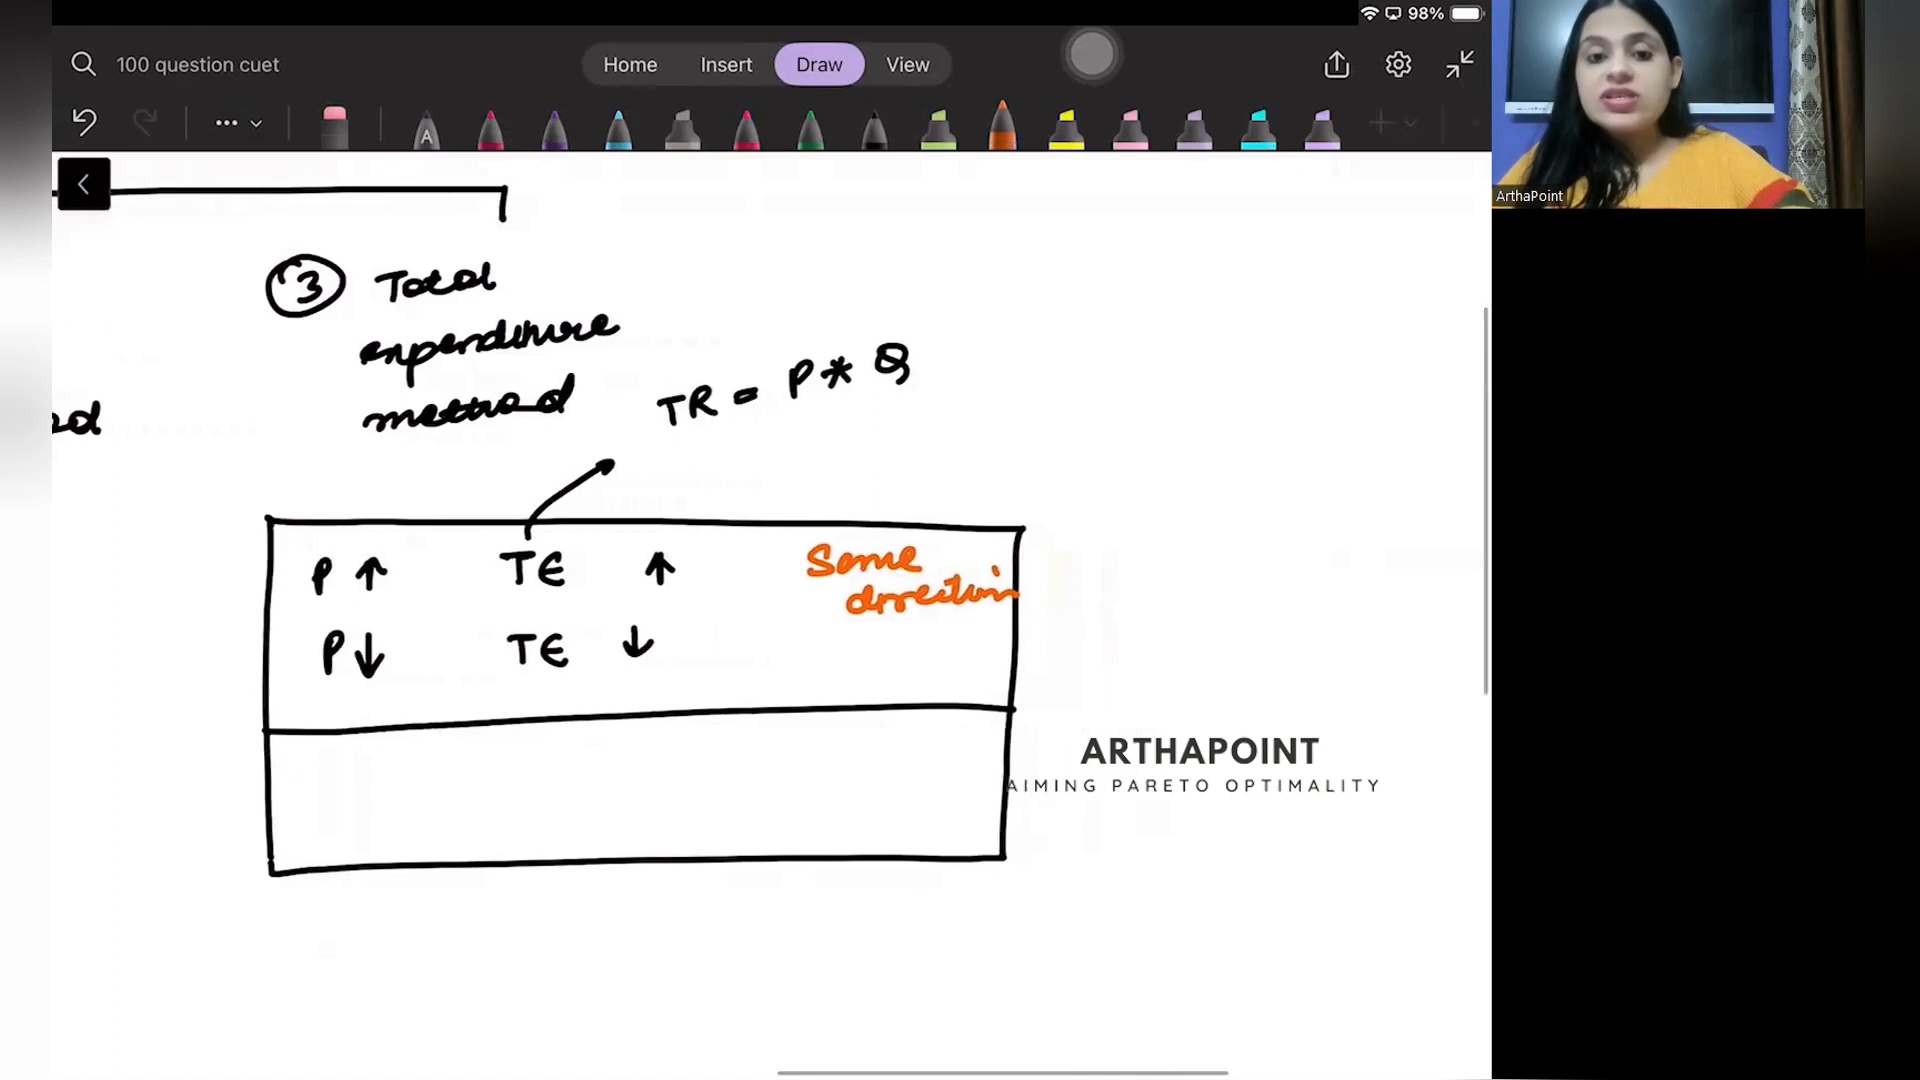 98%
100 question cuet
Home Insert Draw View
A
ArthaPoint
3 Total
expenditure
method
TR = P * Q
P ↑ TE ↑ Same
direction
P ↓ TE ↓
ARTHAPOINT
AIMING PARETO OPTIMALITY